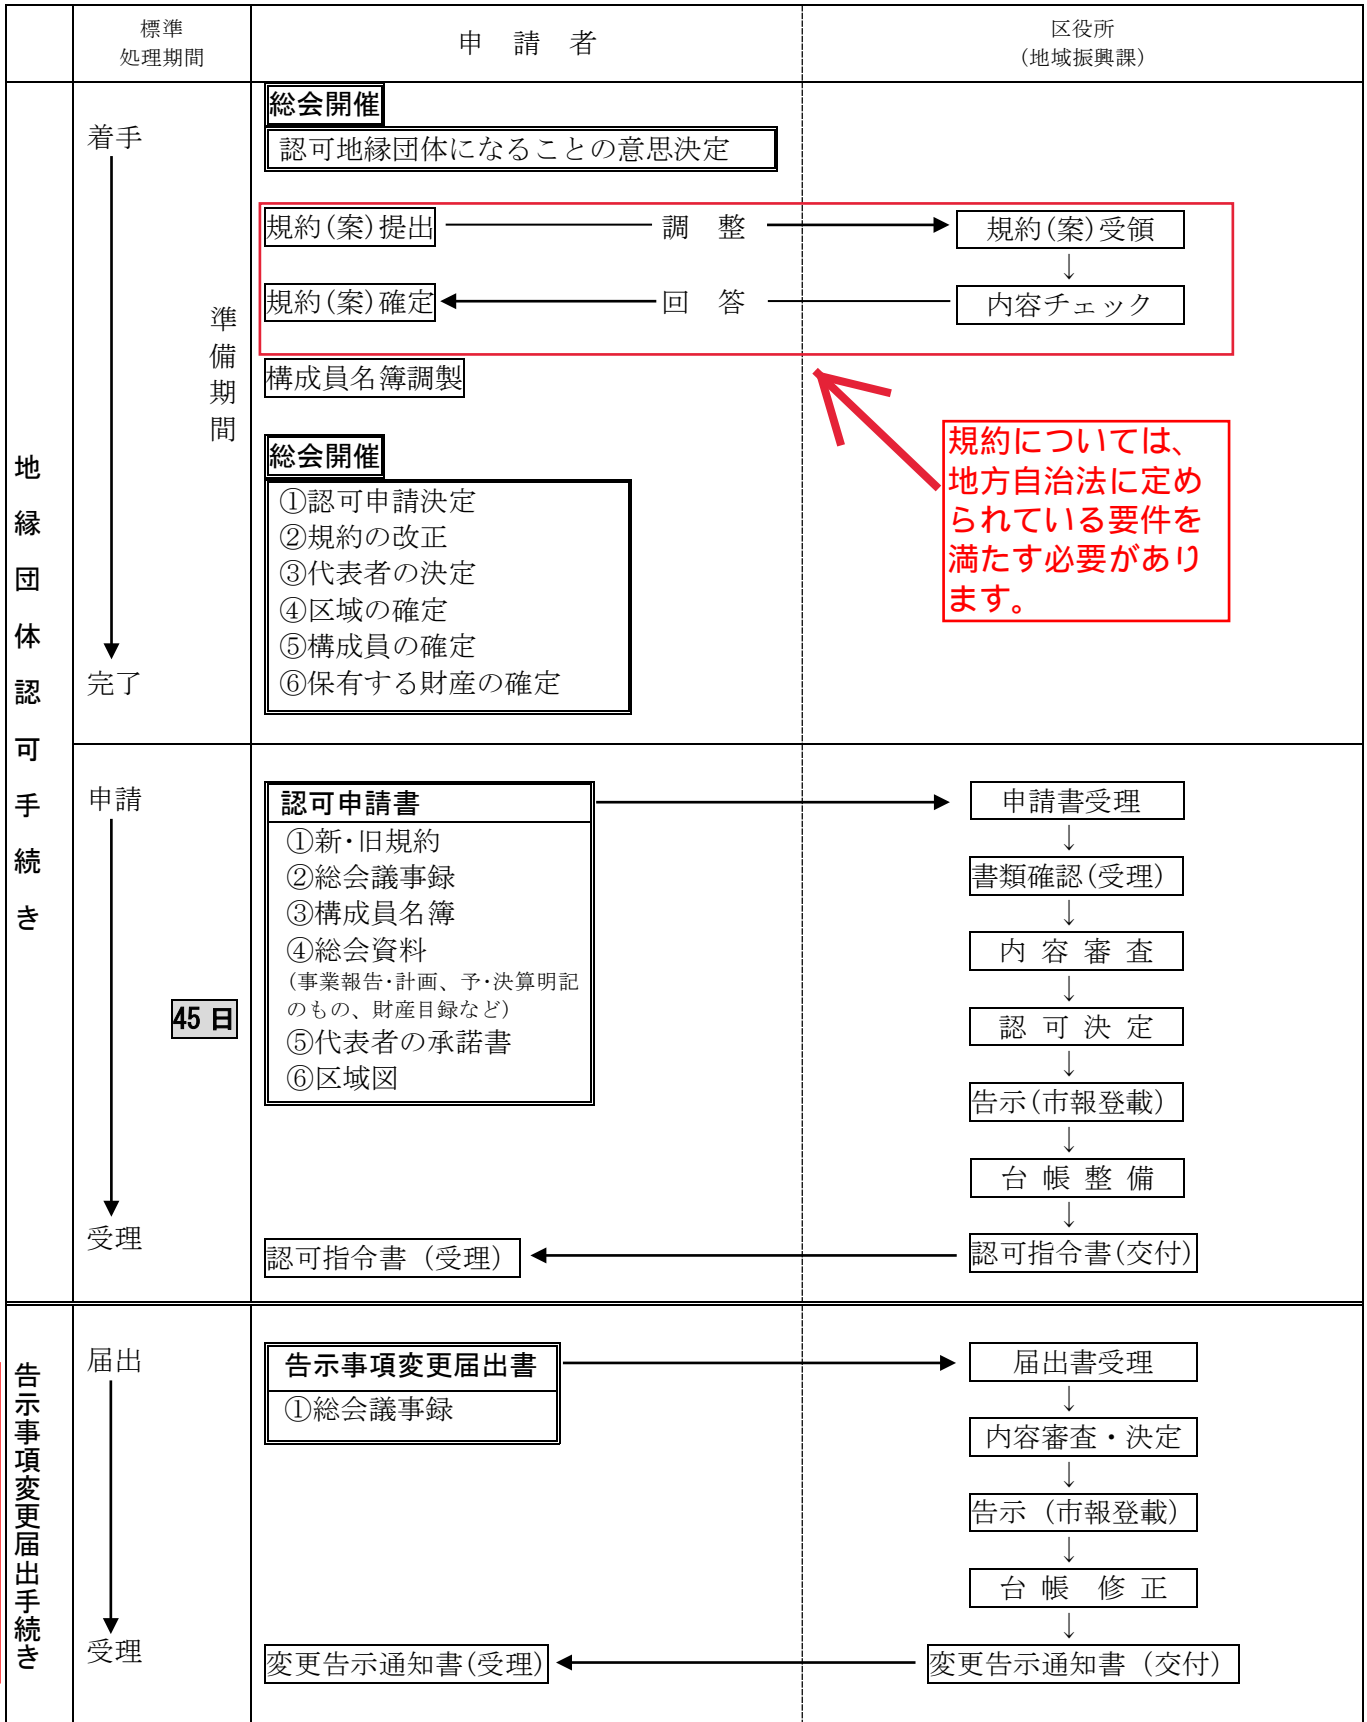 標準
処理期間
申　請　者
区役所
(地域振興課)
地縁団体認可手続き
着手
準備期間
完了
総会開催
認可地縁団体になることの意思決定
規約(案)提出
調　整
規約(案)受領
↓
規約(案)確定
回　答
内容チェック
構成員名簿調製
規約については、
地方自治法に定め
られている要件を
満たす必要があり
ます。
総会開催
①認可申請決定
②規約の改正
③代表者の決定
④区域の確定
⑤構成員の確定
⑥保有する財産の確定
申請
45 日
受理
認可申請書
①新・旧規約
②総会議事録
③構成員名簿
④総会資料
(事業報告・計画、予・決算明記
のもの、財産目録など)
⑤代表者の承諾書
⑥区域図
申請書受理
↓
書類確認(受理)
↓
内 容 審 査
↓
認 可 決 定
↓
告示(市報登載)
↓
台 帳 整 備
↓
認可指令書(交付)
認可指令書（受理）
告示事項変更届出手続き
届出
受理
告示事項変更届出書
①総会議事録
届出書受理
↓
内容審査・決定
↓
告示（市報登載）
↓
台 帳　修 正
↓
変更告示通知書（交付）
変更告示通知書(受理)